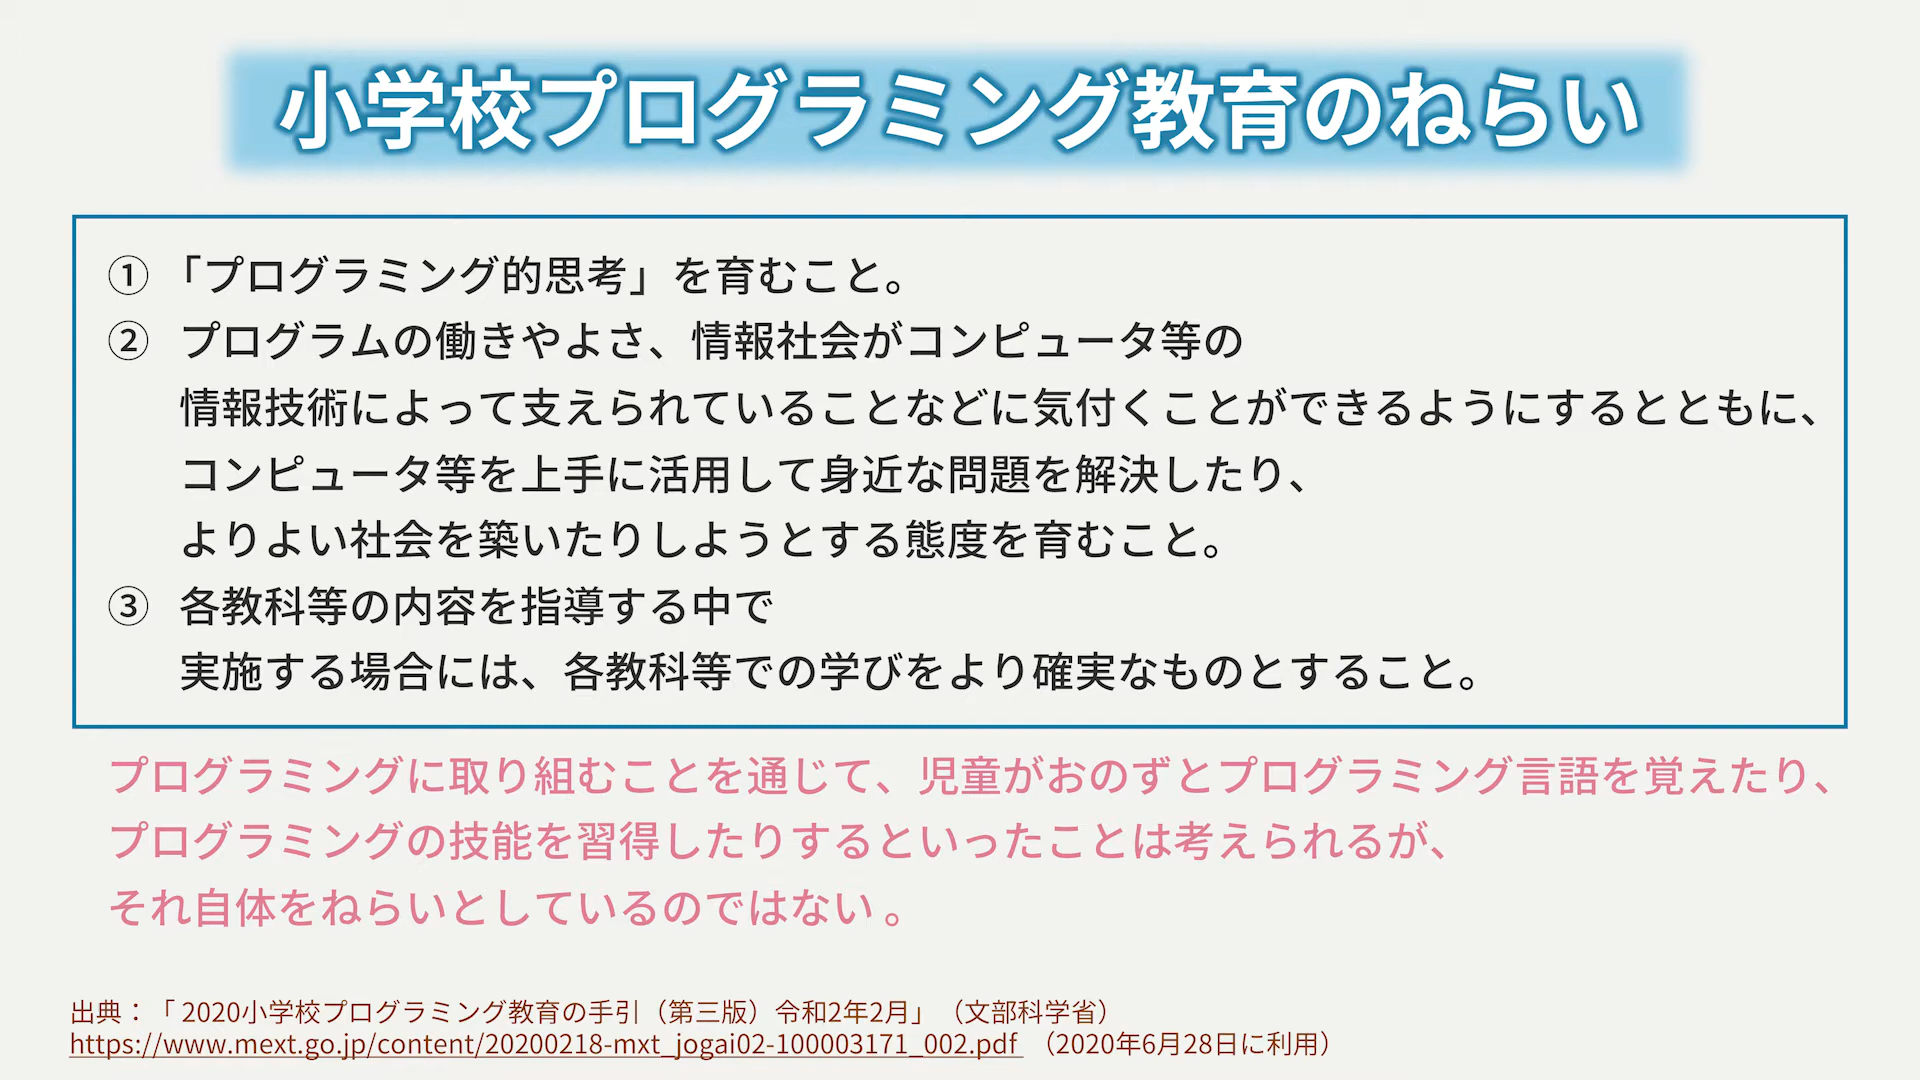 小学校プログラミング教育のねらい
① 「プログラミング的思考」を育むこと。
② プログラムの働きやよさ、情報社会がコンピュータ等の
情報技術によって支えられていることなどに気付くことができるようにするとともに、
コンピュータ等を上手に活用して身近な問題を解決したり、
よりよい社会を築いたりしようとする態度を育むこと。
③ 各教科等の内容を指導する中で
実施する場合には、各教科等での学びをより確実なものとすること。
プログラミングに取り組むことを通じて、児童がおのずとプログラミング言語を覚えたり、
プログラミングの技能を習得したりするといったことは考えられるが、
それ自体をねらいとしているのではない 。
出典：「 2020小学校プログラミング教育の手引（第三版）令和2年2月」（文部科学省）
https://www.mext.go.jp/content/20200218-mxt_jogai02-100003171_002.pdf （2020年6月28日に利用）